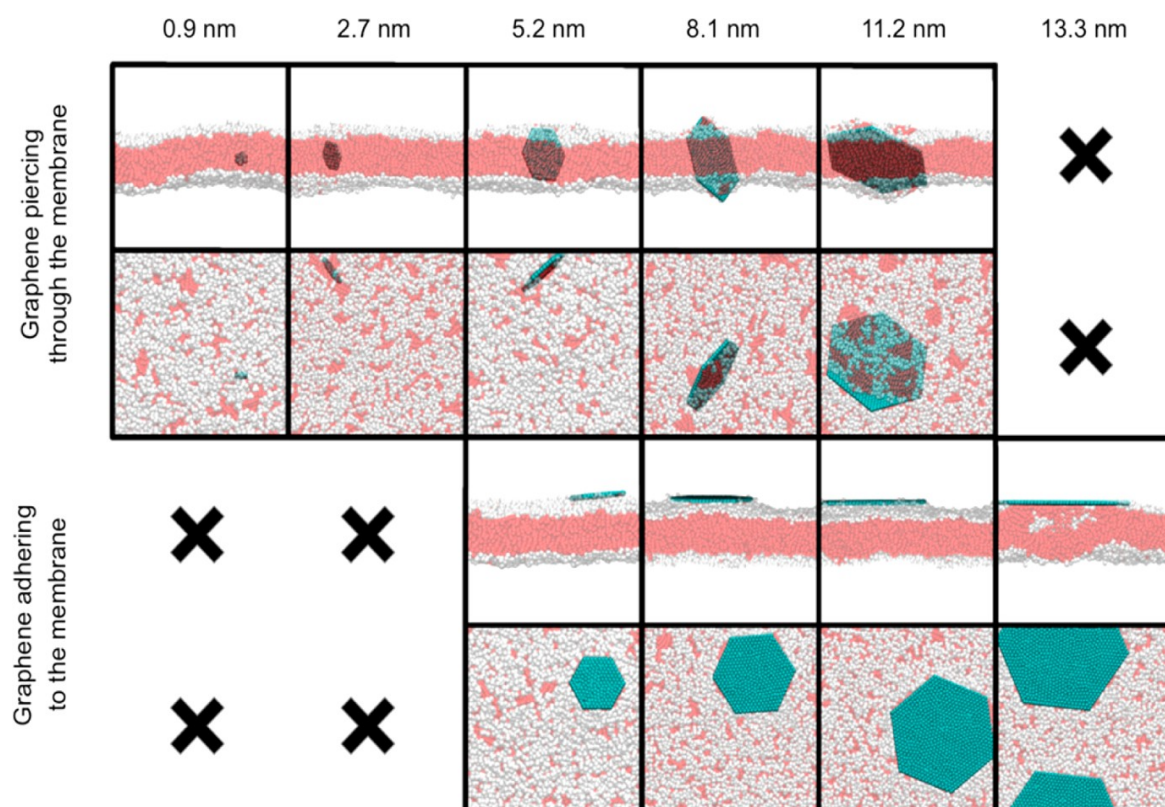 0.9 nm 2.7 nm 5.2 nm 8.1 nm 11.2 nm 13.3 nm
Graphene piercing
through the membrane
Graphene adhering
to the membrane